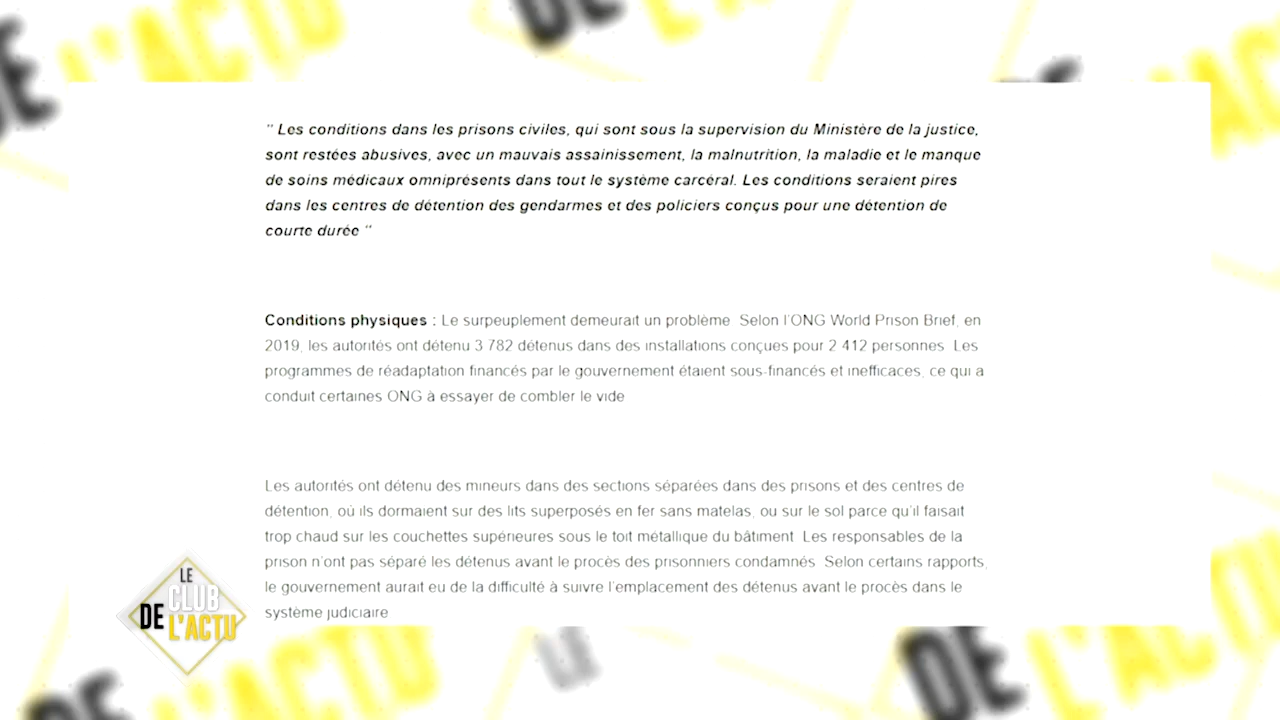 DE L'ACTU
DE
L'ACTU
" Les conditions dans les prisons civiles, qui sont sous la supervision du Ministère de la justice,
sont restées abusives, avec un mauvais assainissement, la malnutrition, la maladie et le manque
de soins médicaux omniprésents dans tout le système carcéral. Les conditions seraient pires
dans les centres de détention des gendarmes et des policiers conçus pour une détention de
courte durée "
Conditions physiques : Le surpeuplement demeurait un problème Selon l'ONG World Prison Brief, en
2019, les autorités ont détenu 3 782 détenus dans des installations conçues pour 2 412 personnes Les
programmes de réadaptation financés par le gouvernement étaient sous-financés et inefficaces, ce qui a
conduit certaines ONG à essayer de combler le vide
Les autorités ont détenu des mineurs dans des sections séparées dans des prisons et des centres de
détention, où ils dormaient sur des lits superposés en fer sans matelas, ou sur le sol parce qu'il faisait
trop chaud sur les couchettes supérieures sous le toit métallique du bâtiment Les responsables de la
prison n'ont pas séparé les détenus avant le procès des prisonniers condamnés Selon certains rapports,
le gouvernement aurait eu de la difficulté à suivre l'emplacement des détenus avant le procès dans le
système judiciaire
LE
CLUB
DE L'ACTU
DE L'ACTU
DE L'ACTU